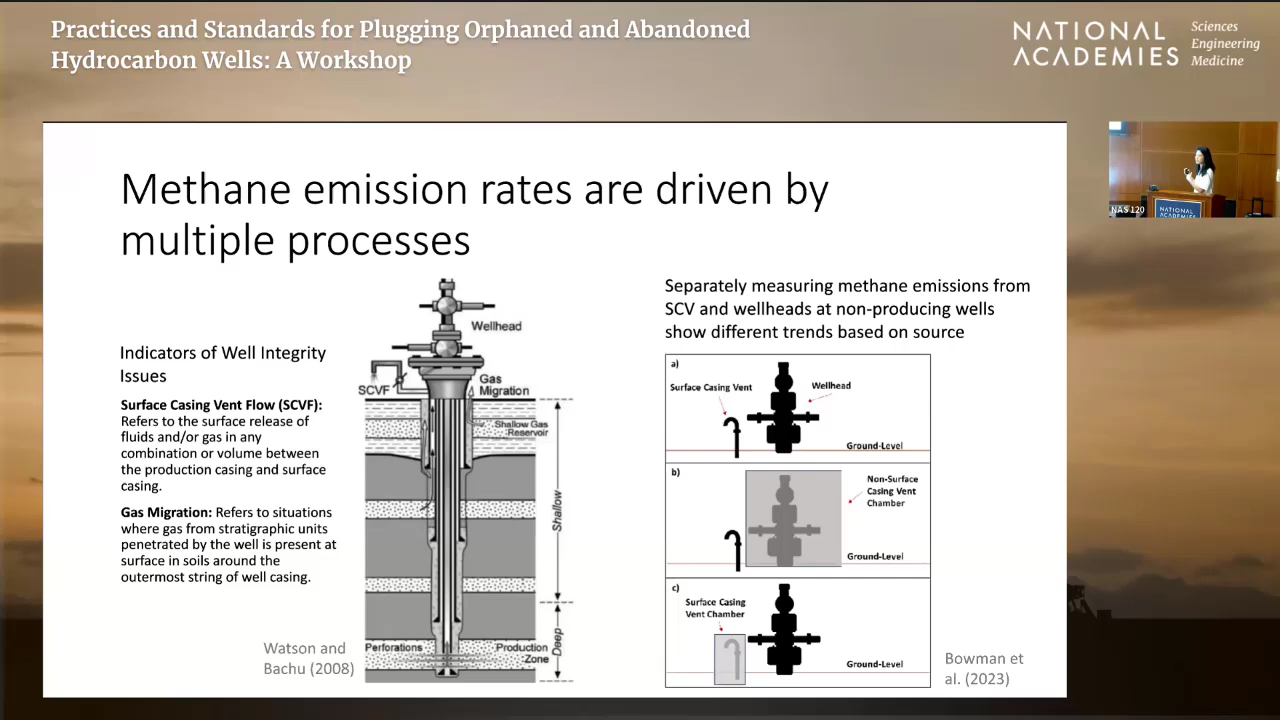 Practices and Standards for Plugging Orphaned and Abandoned
Hydrocarbon Wells: A Workshop
NATIONAL
ACADEMIES
Sciences
Engineering
Medicine
NAS 120
NATIONAL
ACADEMIES
Methane emission rates are driven by
multiple processes
Indicators of Well Integrity
Issues
Surface Casing Vent Flow (SCVF):
Refers to the surface release of
fluids and/or gas in any
combination or volume between
the production casing and surface
casing.
Gas Migration: Refers to situations
where gas from stratigraphic units
penetrated by the well is present at
surface in soils around the
outermost string of well casing.
Watson and
Bachu (2008)
Wellhead
SCVF
Gas
Migration
Shallow Gas
Reservoir
Shallow
Deep
Perforations
Production
Zone
Separately measuring methane emissions from
SCV and wellheads at non-producing wells
show different trends based on source
a)
Surface Casing Vent
Wellhead
Ground-Level
b)
Non-Surface
Casing Vent
Chamber
Ground-Level
c)
Surface Casing
Vent Chamber
Ground-Level
Bowman et
al. (2023)